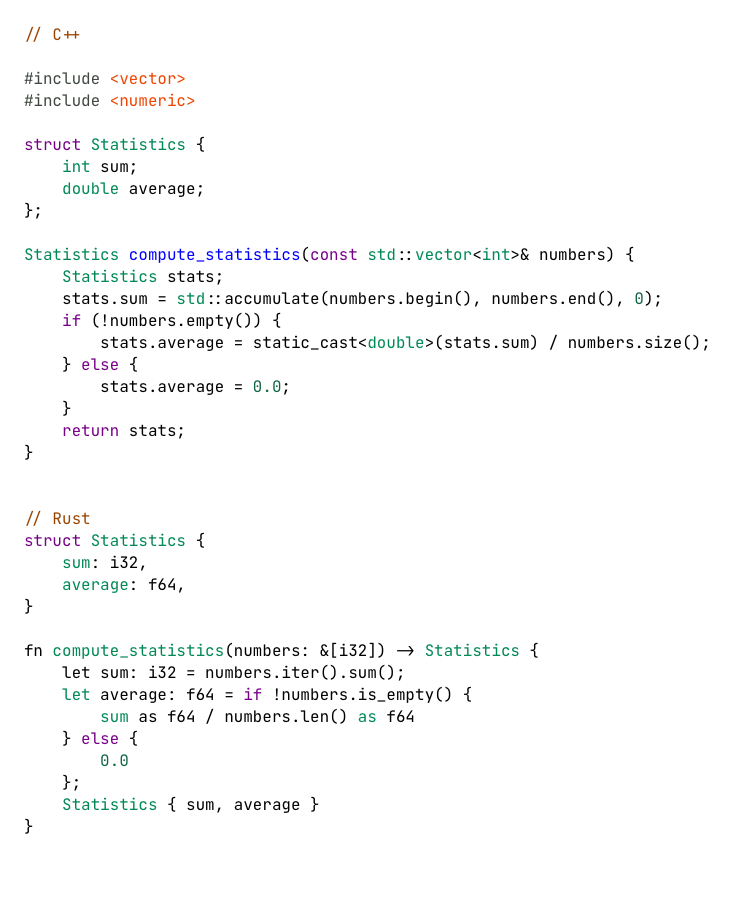 // C++
#include <vector>
#include <numeric>
struct Statistics {
    int sum;
    double average;
};
Statistics compute_statistics(const std::vector<int>& numbers) {
    Statistics stats;
    stats.sum = std::accumulate(numbers.begin(), numbers.end(), 0);
    if (!numbers.empty()) {
        stats.average = static_cast<double>(stats.sum) / numbers.size();
    } else {
        stats.average = 0.0;
    }
    return stats;
}
// Rust
struct Statistics {
    sum: i32,
    average: f64,
}
fn compute_statistics(numbers: &[i32]) -> Statistics {
    let sum: i32 = numbers.iter().sum();
    let average: f64 = if !numbers.is_empty() {
        sum as f64 / numbers.len() as f64
    } else {
        0.0
    };
    Statistics { sum, average }
}